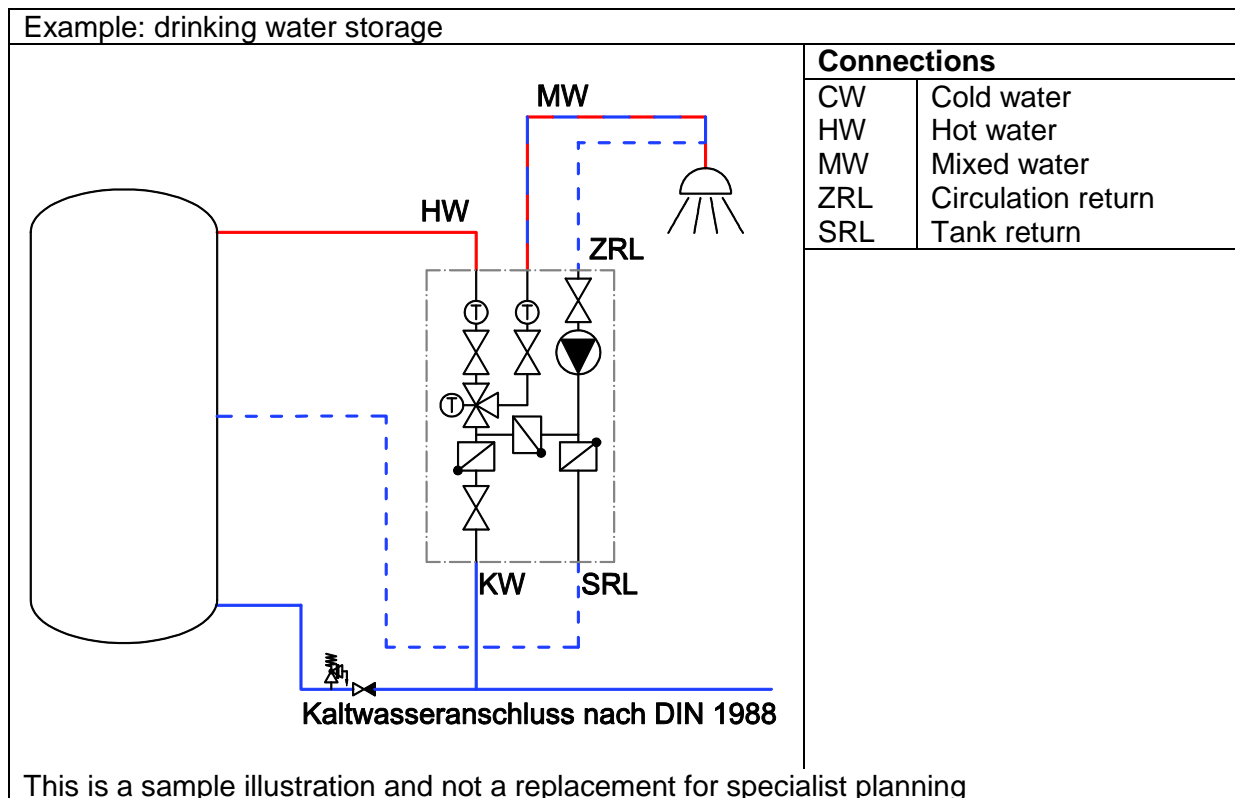 Example: drinking water storage
Connections
CW Cold water
HW Hot water
MW Mixed water
ZRL Circulation return
SRL Tank return
MW
HW
ZRL
T T
T
KW SRL
Kaltwasseranschluss nach DIN 1988
This is a sample illustration and not a replacement for specialist planning